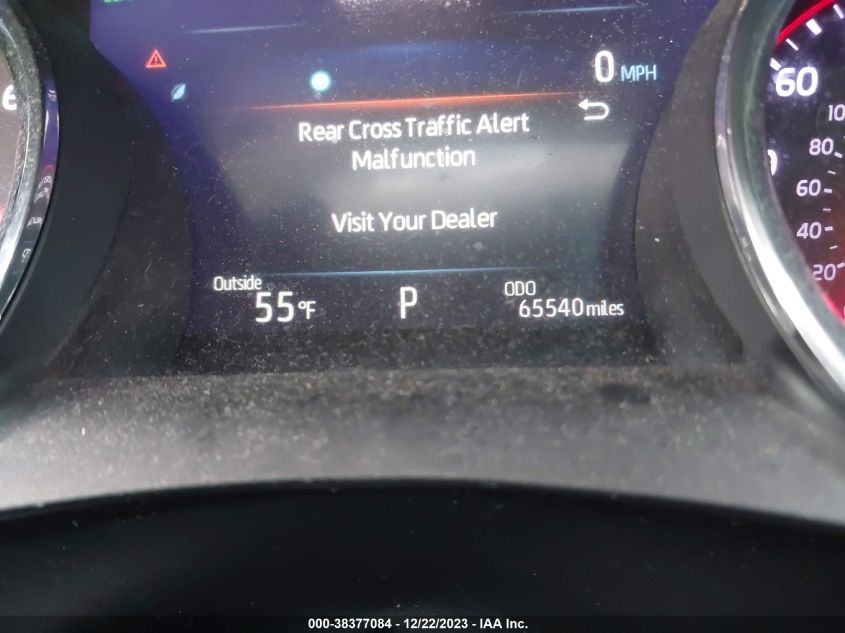 0 MPH
Rear Cross Traffic Alert
Malfunction
Visit Your Dealer
Outside
55°F
P
ODO
65540 miles
6
60
80
60
40
20
000-38377084 - 12/22/2023 - IAA Inc.